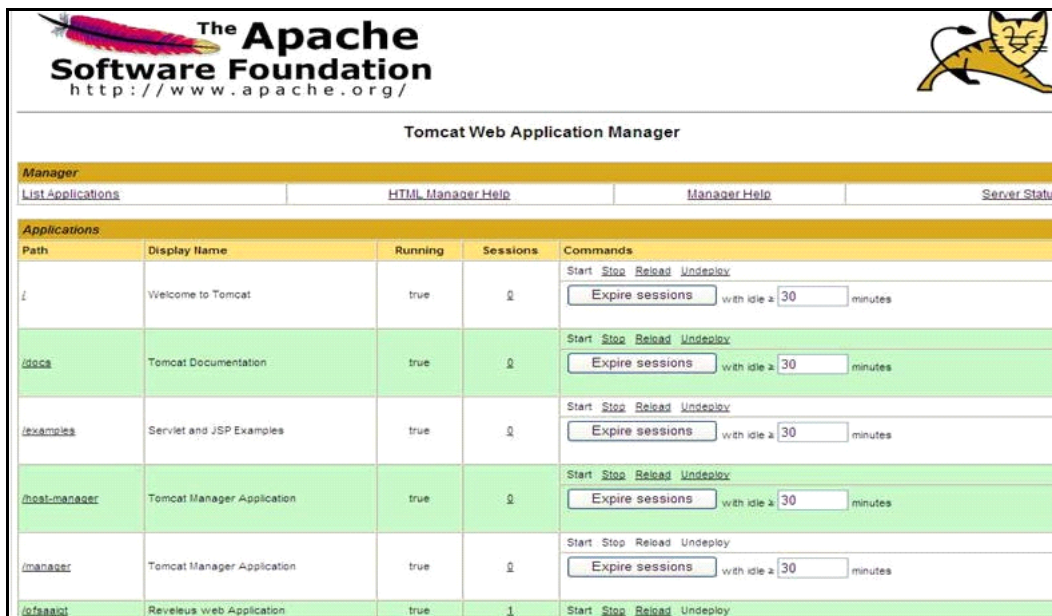 The Apache
Software Foundation
http://www.apache.org/
Tomcat Web Application Manager
Manager
List Applications HTML Manager Help Manager Help Server Statu
Applications
Path Display Name Running Sessions Commands
Start Stop Reload Undeploy
/ Welcome to Tomcat true 0 Expire sessions with idle ≥ 30 minutes
Start Stop Reload Undeploy
/docs Tomcat Documentation true 0 Expire sessions with idle ≥ 30 minutes
Start Stop Reload Undeploy
/examples Servlet and JSP Examples true 0 Expire sessions with idle ≥ 30 minutes
Start Stop Reload Undeploy
/host-manager Tomcat Manager Application true 0 Expire sessions with idle ≥ 30 minutes
Start Stop Reload Undeploy
/manager Tomcat Manager Application true 0 Expire sessions with idle ≥ 30 minutes
Reveleus web Application true 1 Start Stop Reload Undeploy